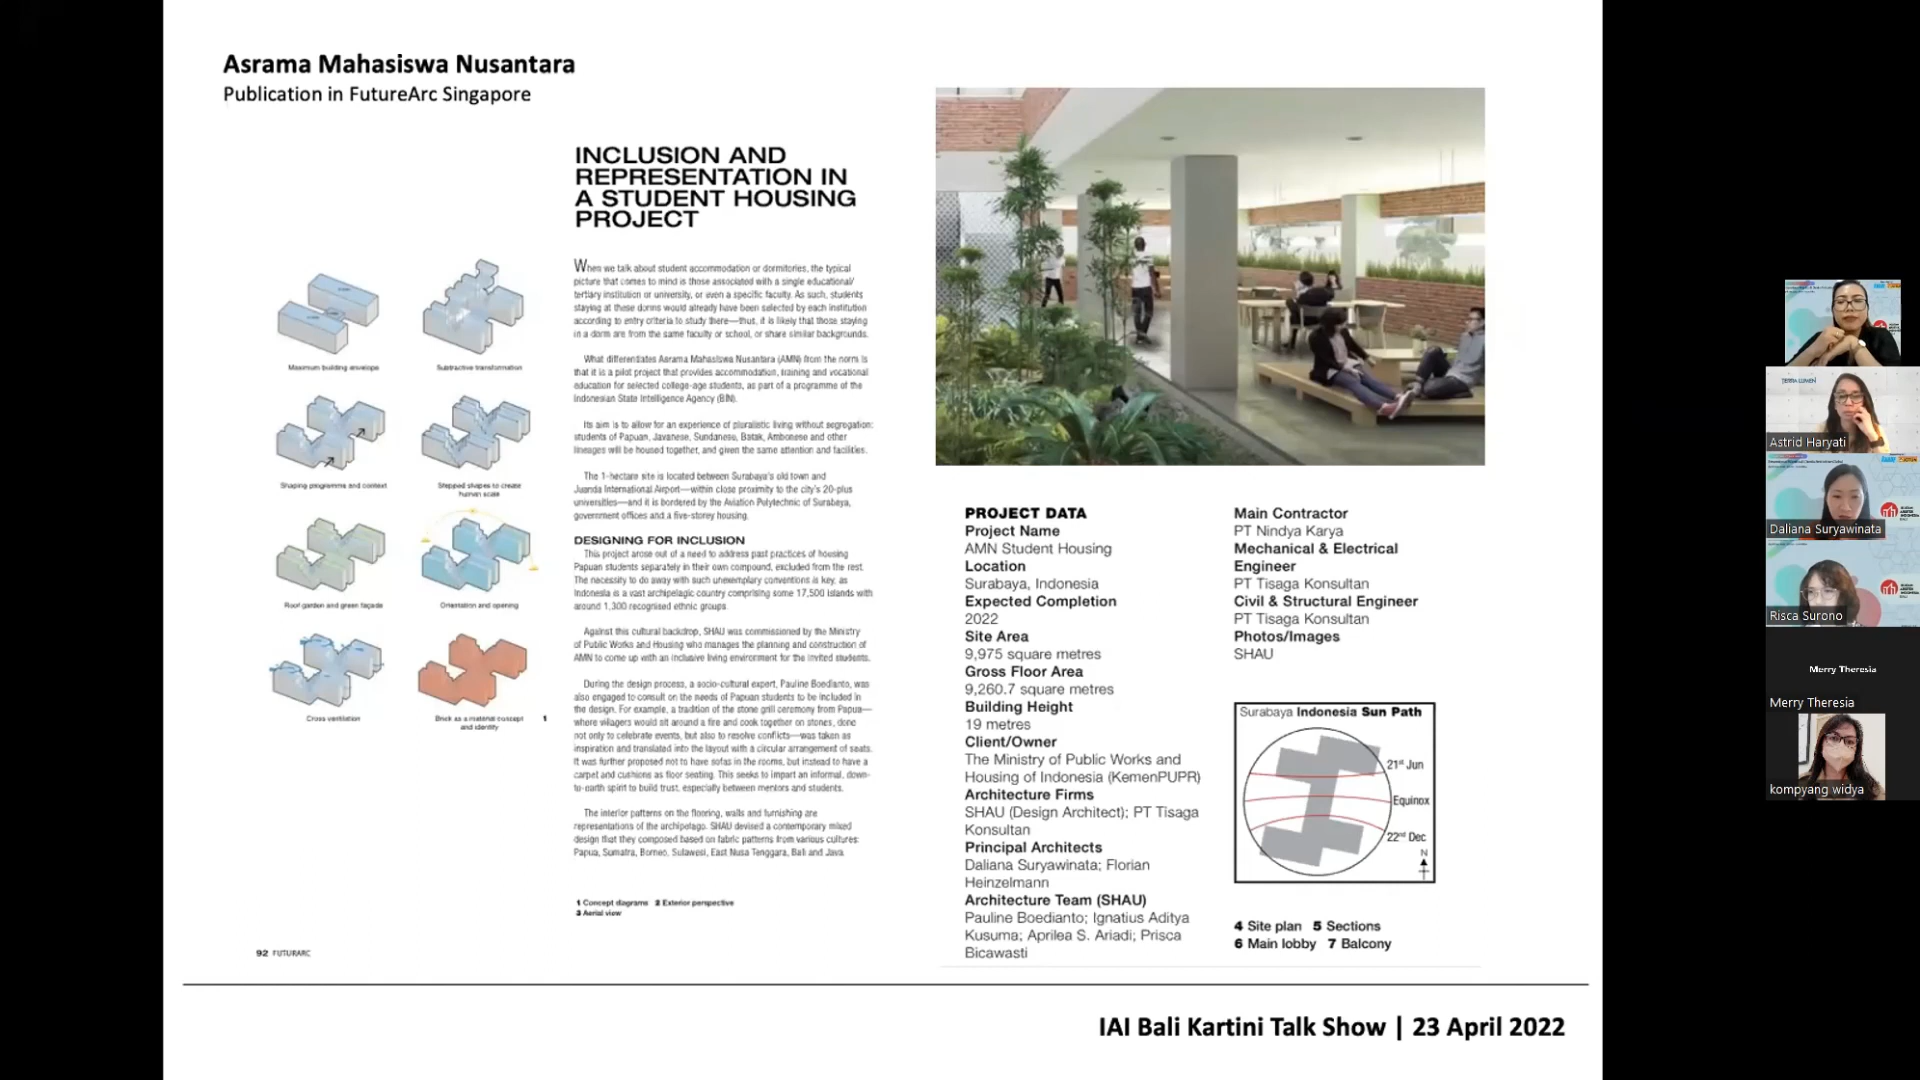 Asrama Mahasiswa Nusantara
Publication in FutureArc Singapore
INCLUSION AND
REPRESENTATION IN
A STUDENT HOUSING
PROJECT
When we talk about student accommodation or dormitories, the typical
picture that comes to mind is those associated with a single educational/
tertiary institution or university, or even a specific faculty. As such, students
staying at these dorms would already have been selected by each institution
according to entry criteria to study there—thus, it is likely that those staying
in a dorm are from the same faculty or school, or share similar backgrounds.
What differentiates Asrama Mahasiswa Nusantara (AMN) from the norm is
that it is a pilot project that provides accommodation, training and vocational
education for selected college-age students, as part of a programme of the
Indonesian State Intelligence Agency (BIN).
Its aim is to allow for an experience of pluralistic living without segregation:
students of Papuan, Javanese, Sundanese, Batak, Ambonese and other
lineages will be housed together, and given the same attention and facilities.
The 1-hectare site is located between Surabaya's old town and
Juanda International Airport—within close proximity to the city's 20-plus
universities—and it is bordered by the Aviation Polytechnic of Surabaya,
government offices and a five-storey housing.
DESIGNING FOR INCLUSION
This project arose out of a need to address past practices of housing
Papuan students separately in their own compound, excluded from the rest.
The necessity to do away with such unexemplary conventions is key, as
Indonesia is a vast archipelagic country comprising some 17,500 islands with
around 1,300 recognised ethnic groups.
Against this cultural backdrop, SHAU was commissioned by the Ministry
of Public Works and Housing who manages the planning and construction of
AMN to come up with an inclusive living environment for the invited students.
During the design process, a socio-cultural expert, Pauline Boedianto, was
also engaged to consult on the needs of Papuan students to be included in
the design. For example, a tradition of the stone grill ceremony from Papua—
where villagers would sit around a fire and cook together on stones, done
not only to celebrate events, but also to resolve conflicts—was taken as
inspiration and translated into the layout with a circular arrangement of seats.
It was further proposed not to have sofas in the rooms, but instead to have a
carpet and cushions as floor seating. This seeks to impart an informal, down-
to-earth spirit to build trust, especially between mentors and students.
The interior patterns on the flooring, walls and furnishing are
representations of the archipelago. SHAU devised a contemporary mixed
design that they composed based on fabric patterns from various cultures:
Papua, Sumatra, Borneo, Sulawesi, East Nusa Tenggara, Bali and Java.
Maximum building envelope
Subtractive transformation
Shaping programme and context
Stepped shapes to create
human scale
Roof garden and green façade
Orientation and opening
Cross ventilation
Brick as a material concept
and identity
1
1 Concept diagrams 2 Exterior perspective
3 Aerial view
92 FUTURARC
PROJECT DATA
Project Name
AMN Student Housing
Location
Surabaya, Indonesia
Expected Completion
2022
Site Area
9,975 square metres
Gross Floor Area
9,260.7 square metres
Building Height
19 metres
Client/Owner
The Ministry of Public Works and
Housing of Indonesia (KemenPUPR)
Architecture Firms
SHAU (Design Architect); PT Tisaga
Konsultan
Principal Architects
Daliana Suryawinata; Florian
Heinzelmann
Architecture Team (SHAU)
Pauline Boedianto; Ignatius Aditya
Kusuma; Aprilea S. Ariadi; Prisca
Bicawasti
Main Contractor
PT Nindya Karya
Mechanical & Electrical
Engineer
PT Tisaga Konsultan
Civil & Structural Engineer
PT Tisaga Konsultan
Photos/Images
SHAU
Surabaya Indonesia Sun Path
21st Jun
Equinox
22nd Dec
N
4 Site plan 5 Sections
6 Main lobby 7 Balcony
IAI Bali Kartini Talk Show | 23 April 2022
TERRA LUMEN
Astrid Haryati
Daliana Suryawinata
Risca Surono
Merry Theresia
Merry Theresia
kompyang widya